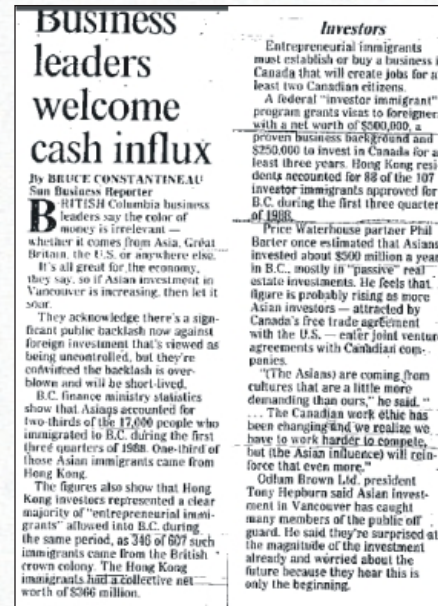 Business
leaders
welcome
cash influx
By BRUCE CONSTANTINEAU
Sun Business Reporter
BRITISH Columbia business
leaders say the color of
money is irrelevant —
whether it comes from Asia, Great
Britain, the U.S. or anywhere else.
It's all great for the economy,
they say, so if Asian investment in
Vancouver is increasing, then let it
soar.
They acknowledge there's a sign-
ficant public backlash now against
foreign investment that's viewed as
being uncontrolled, but they're
convinced the backlash is over-
blown and will be short-lived.
B.C. finance ministry statistics
show that Asians accounted for
two-thirds of the 17,000 people who
immigrated to B.C. during the first
three quarters of 1988. One-third of
those Asian immigrants came from
Hong Kong.
The figures also show that Hong
Kong investors represented a clear
majority of "entrepreneurial immi-
grants" allowed into B.C. during
the same period, as 346 of 607 such
immigrants came from the British
crown colony. The Hong Kong
immigrants had a collective net
worth of $366 million.
Investors
Entrepreneurial immigrants
must establish or buy a business i
Canada that will create jobs for a
least two Canadian citizens.
A federal "investor immigrant"
program grants visas to foreigner
with a net worth of $500,000, a
proven business background and
$250,000 to invest in Canada for a
least three years. Hong Kong resi
dents accounted for 88 of the 107
investor immigrants approved for
B.C. during the first three quarter
of 1988.
Price Waterhouse partner Phil
Barter once estimated that Asians
invested about $500 million a year
in B.C., mostly in "passive" real
estate investments. He feels that
figure is probably rising as more
Asian investors — attracted by
Canada's free trade agreement
with the U.S. — enter joint ventur
agreements with Canadian com-
panies.
"(The Asians) are coming from
cultures that are a little more
demanding than ours," he said. "
... The Canadian work ethic has
been changing and we realize we
have to work harder to compete,
but (the Asian influence) will rein-
force that even more."
Odlum Brown Ltd. president
Tony Hepburn said Asian invest-
ment in Vancouver has caught
many members of the public off
guard. He said they're surprised at
the magnitude of the investment
already and worried about the
future because they hear this is
only the beginning.